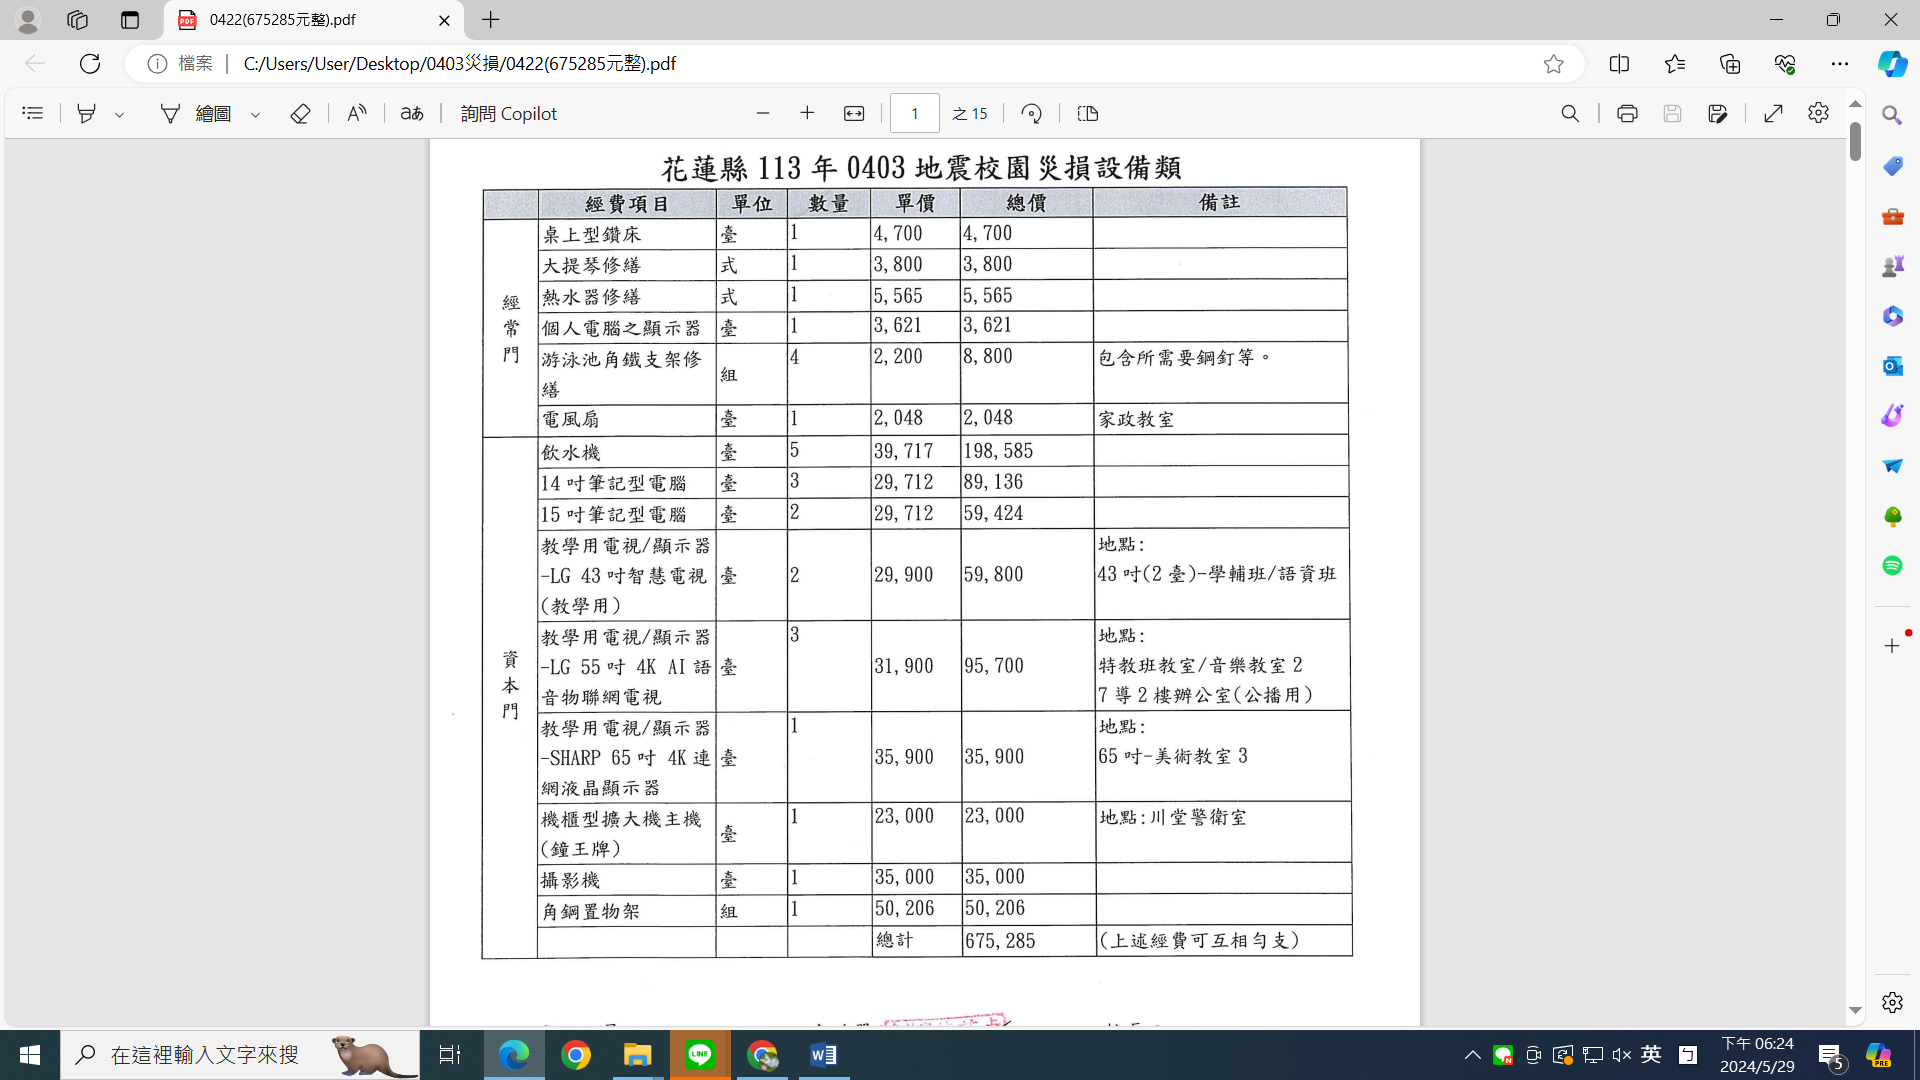 0422(675285元整).pdf
檔案
C:/Users/User/Desktop/0403災損/0422(675285元整).pdf
繪圖
aあ
詢問 Copilot
1
之 15
花蓮縣 113 年 0403 地震校園災損設備類
經費項目 單位 數量 單價 總價 備註
經常門
桌上型鑽床 臺 1 4,700 4,700
大提琴修繕 式 1 3,800 3,800
熱水器修繕 式 1 5,565 5,565
個人電腦之顯示器 臺 1 3,621 3,621
游泳池角鐵支架修
繕 組 4 2,200 8,800 包含所需要鋼釘等。
電風扇 臺 1 2,048 2,048 家政教室
資本門
飲水機 臺 5 39,717 198,585
14 吋筆記型電腦 臺 3 29,712 89,136
15 吋筆記型電腦 臺 2 29,712 59,424
教學用電視/顯示器 地點:
-LG 43 吋智慧電視 臺 2 29,900 59,800 43 吋(2 臺)-學輔班/語資班
(教學用)
教學用電視/顯示器 3 地點:
-LG 55 吋 4K AI 語 臺 31,900 95,700 特教班教室/音樂教室 2
音物聯網電視 7 導 2 樓辦公室(公播用)
教學用電視/顯示器 1 地點:
-SHARP 65 吋 4K 連 臺 35,900 35,900 65 吋-美術教室 3
網液晶顯示器
機櫃型擴大機主機 臺 1 23,000 23,000 地點:川堂警衛室
(鐘王牌)
攝影機 臺 1 35,000 35,000
角鋼置物架 組 1 50,206 50,206
總計 675,285 (上述經費可互相勻支)
在這裡輸入文字來搜
英
下午 06:24
2024/5/29
5